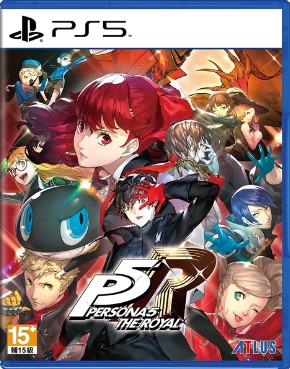 PS5
P5R
PERSONA5
THE ROYAL
15+
輔15級
ATLUS